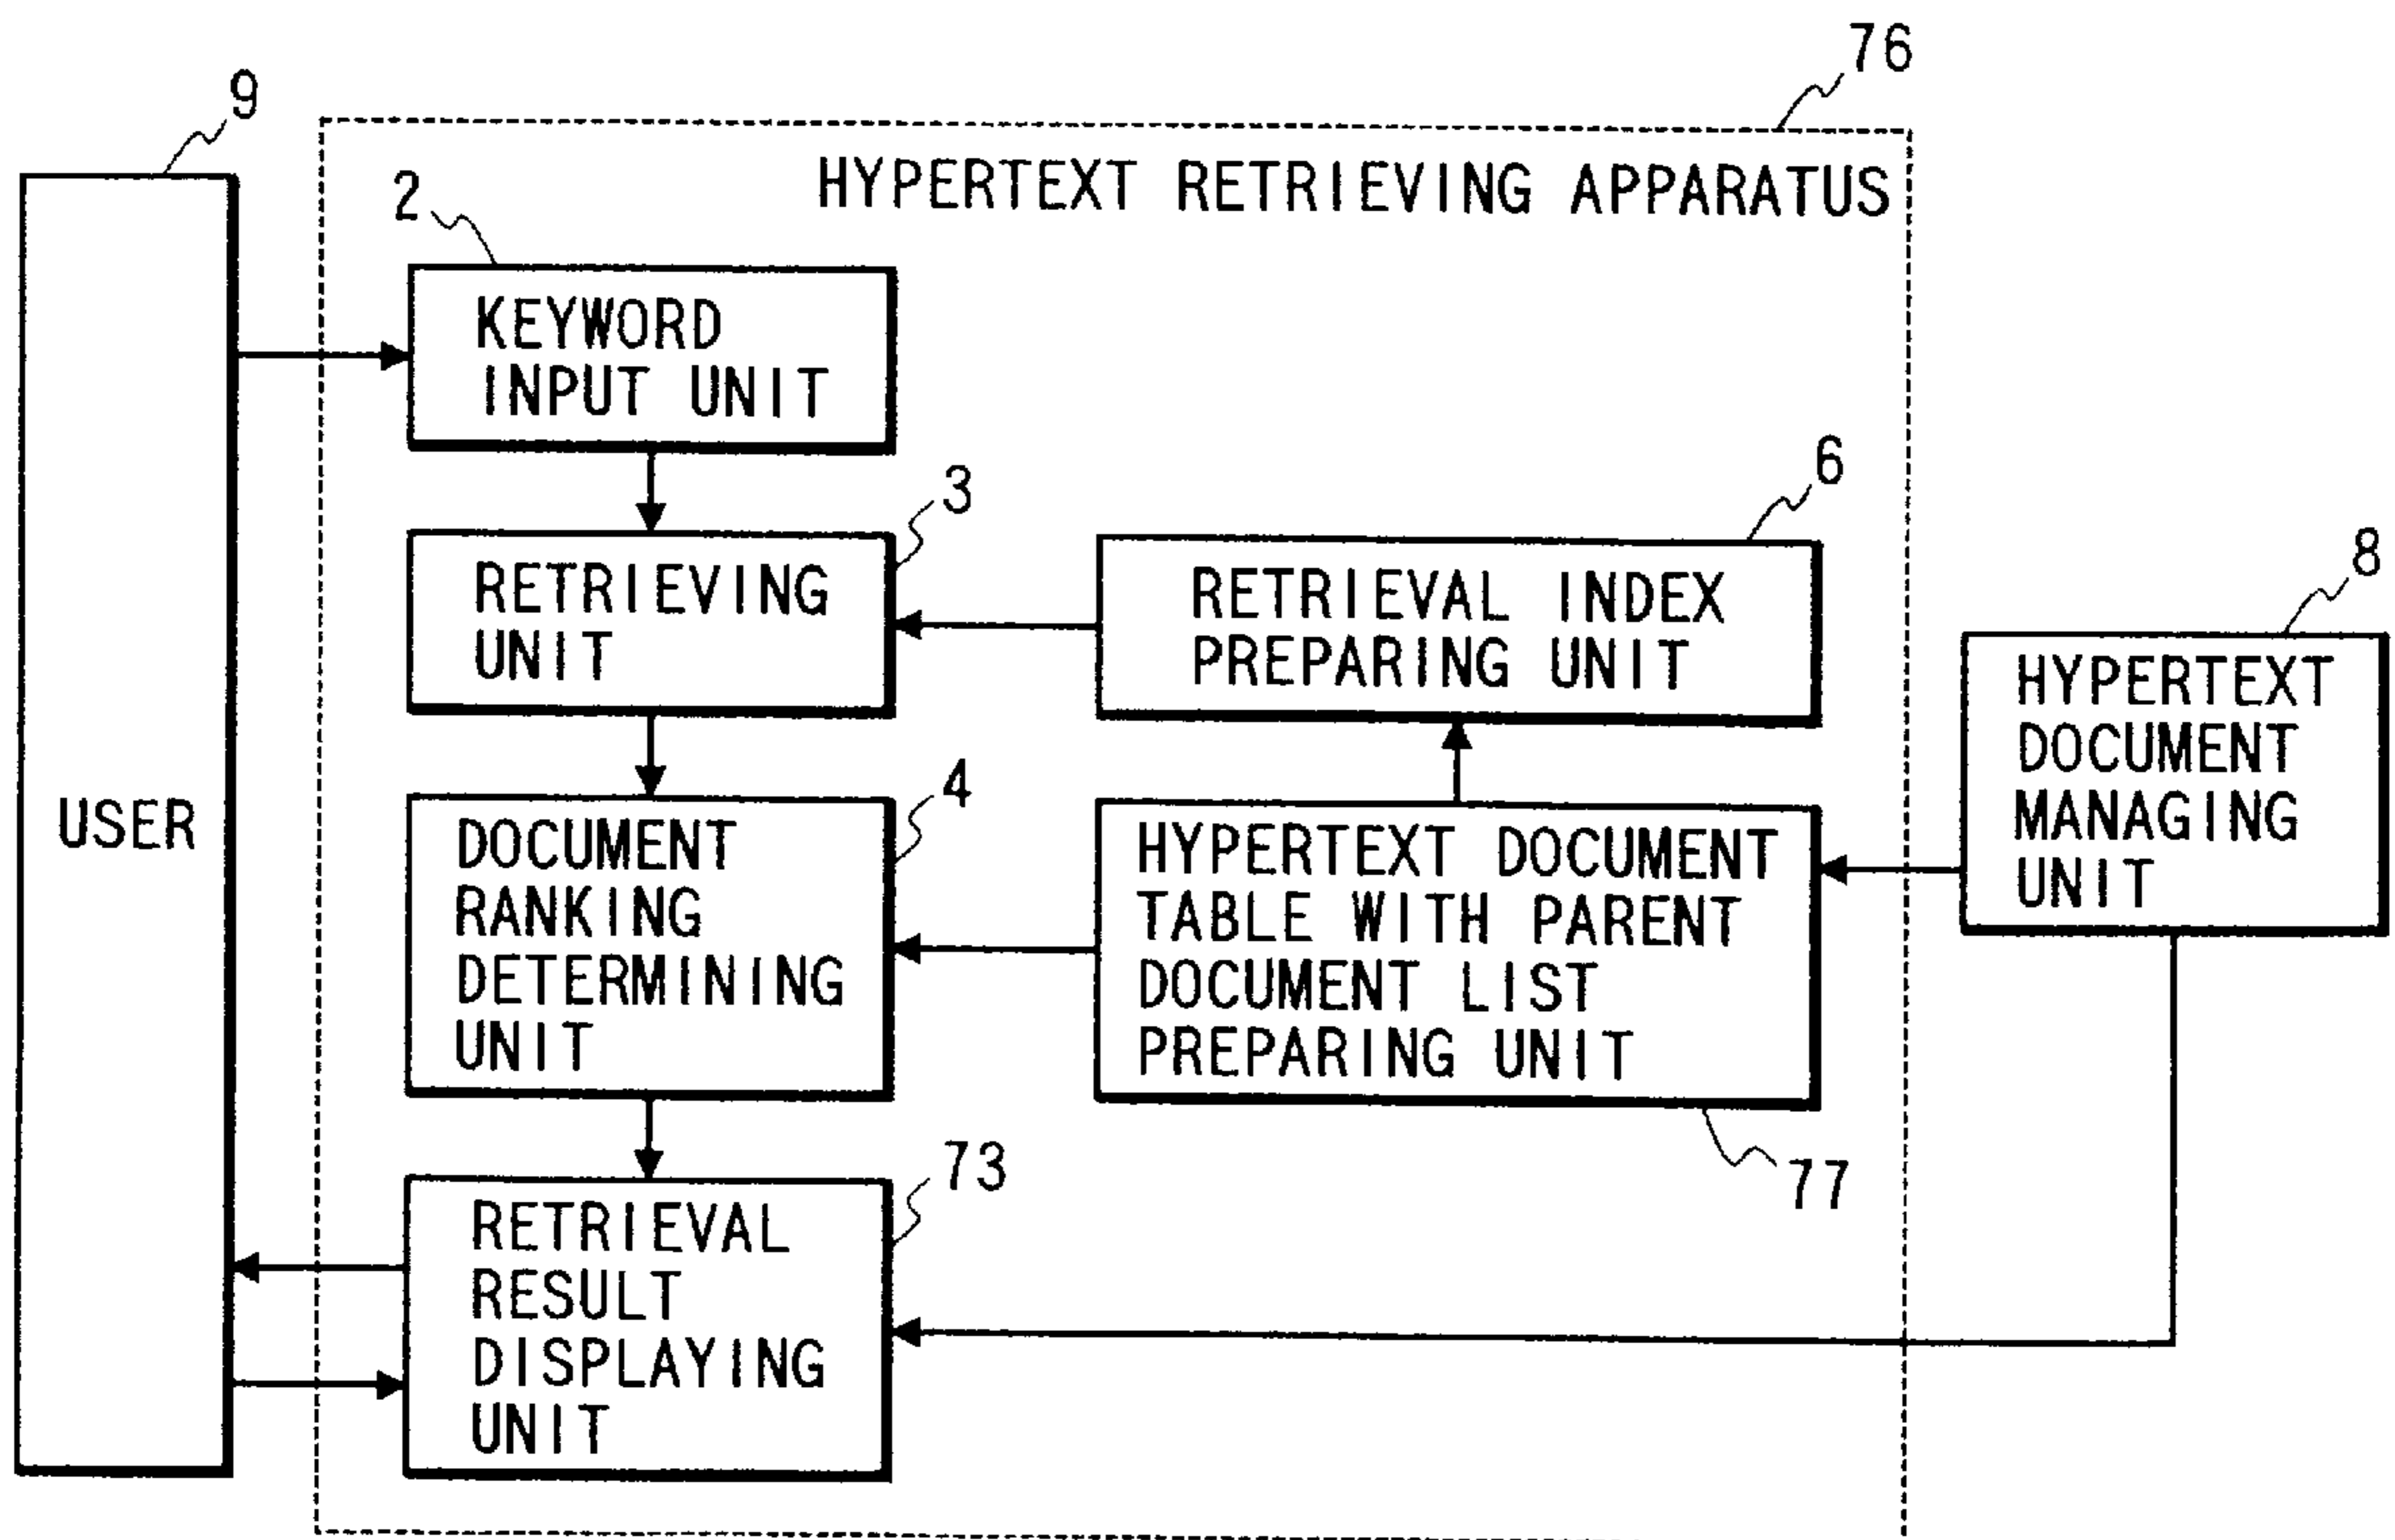 76
9
HYPERTEXT RETRIEVING APPARATUS
2
KEYWORD
INPUT UNIT
3
RETRIEVING
UNIT
6
RETRIEVAL INDEX
PREPARING UNIT
8
HYPERTEXT
DOCUMENT
MANAGING
UNIT
USER
4
DOCUMENT
RANKING
DETERMINING
UNIT
HYPERTEXT DOCUMENT
TABLE WITH PARENT
DOCUMENT LIST
PREPARING UNIT
77
73
RETRIEVAL
RESULT
DISPLAYING
UNIT